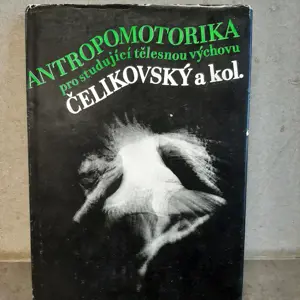 ANTROPOMOTORIKA
pro studující tělesnou výchovu
ČELIKOVSKÝ a kol.